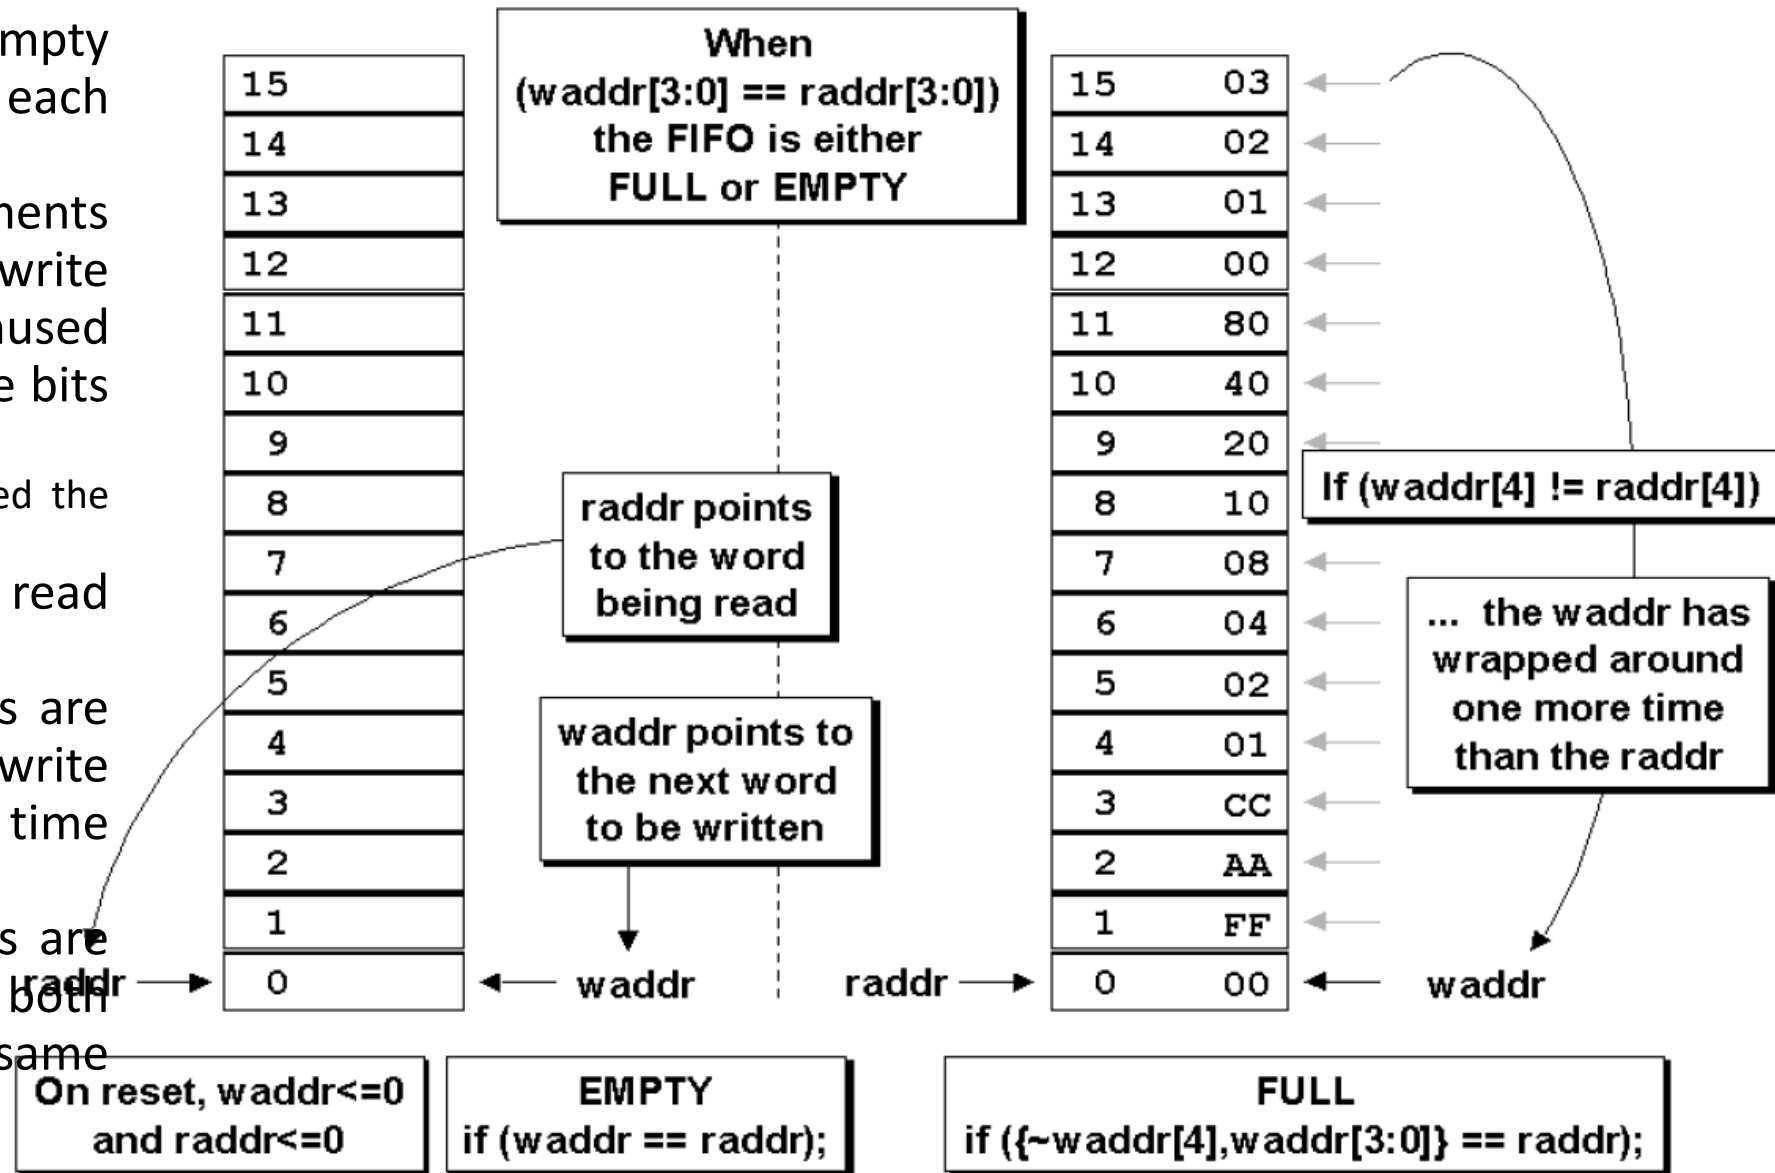 mpty
each
ments
write
used
e bits
ed the
read
s are
write
time
s are
both
same
15
14
13
12
11
10
9
8
7
6
5
4
3
2
1
raddr
0
waddr
When
(waddr[3:0] == raddr[3:0])
the FIFO is either
FULL or EMPTY
raddr points
to the word
being read
waddr points to
the next word
to be written
15 03
14 02
13 01
12 00
11 80
10 40
9 20
8 10
7 08
6 04
5 02
4 01
3 CC
2 AA
1 FF
raddr
0 00
waddr
If (waddr[4] != raddr[4])
... the waddr has
wrapped around
one more time
than the raddr
On reset, waddr<=0
and raddr<=0
EMPTY
if (waddr == raddr);
FULL
if ({~waddr[4],waddr[3:0]} == raddr);